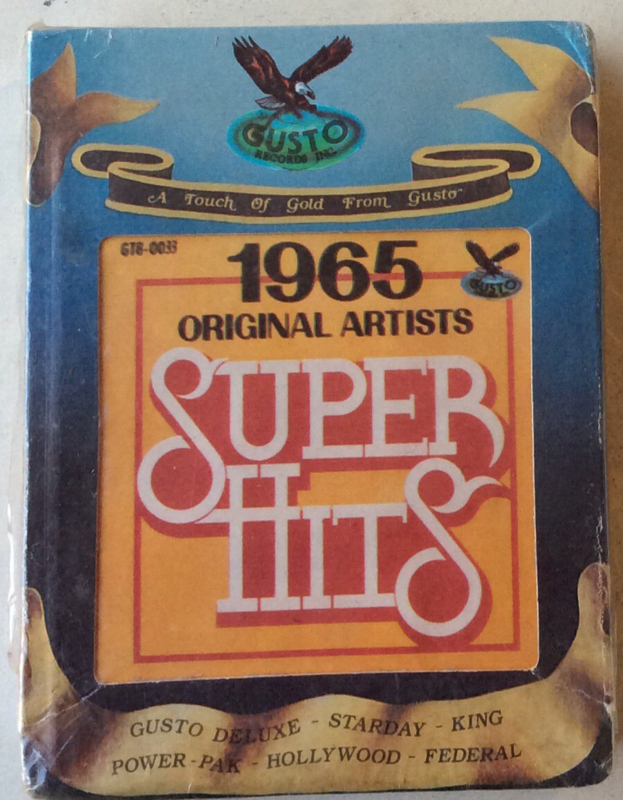 GUSTO
RECORDS INC.
A Touch Of Gold From Gusto
GT8-0033
1965
GUSTO
ORIGINAL ARTISTS
SUPER
HITS
GUSTO DELUXE - STARDAY - KING
POWER-PAK - HOLLYWOOD - FEDERAL